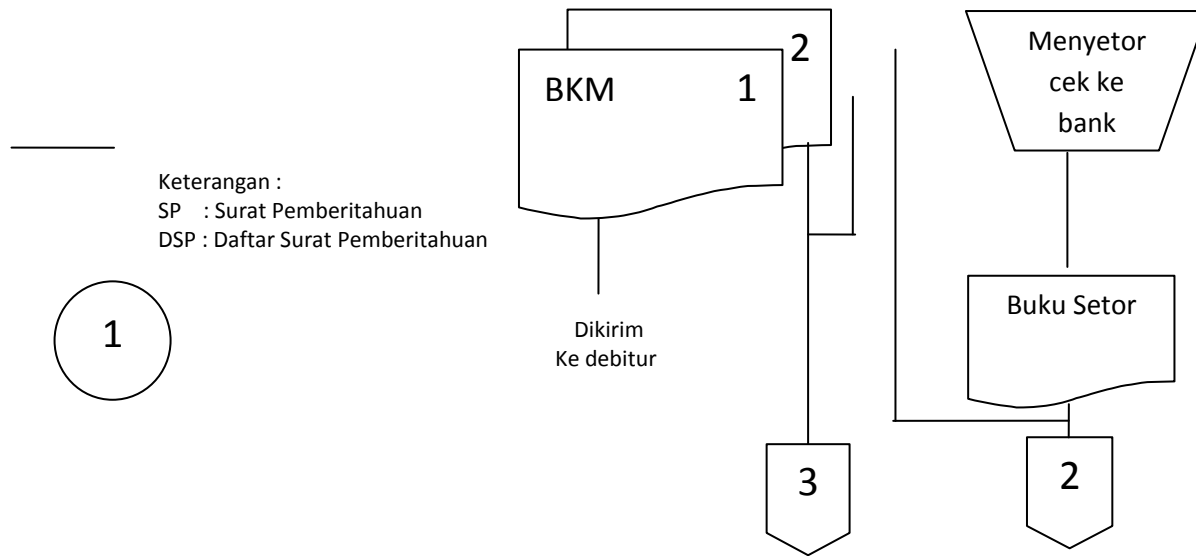 2
BKM 1
Menyetor
cek ke
bank
Keterangan :
SP : Surat Pemberitahuan
DSP : Daftar Surat Pemberitahuan
1
Dikirim
Ke debitur
Buku Setor
3
2